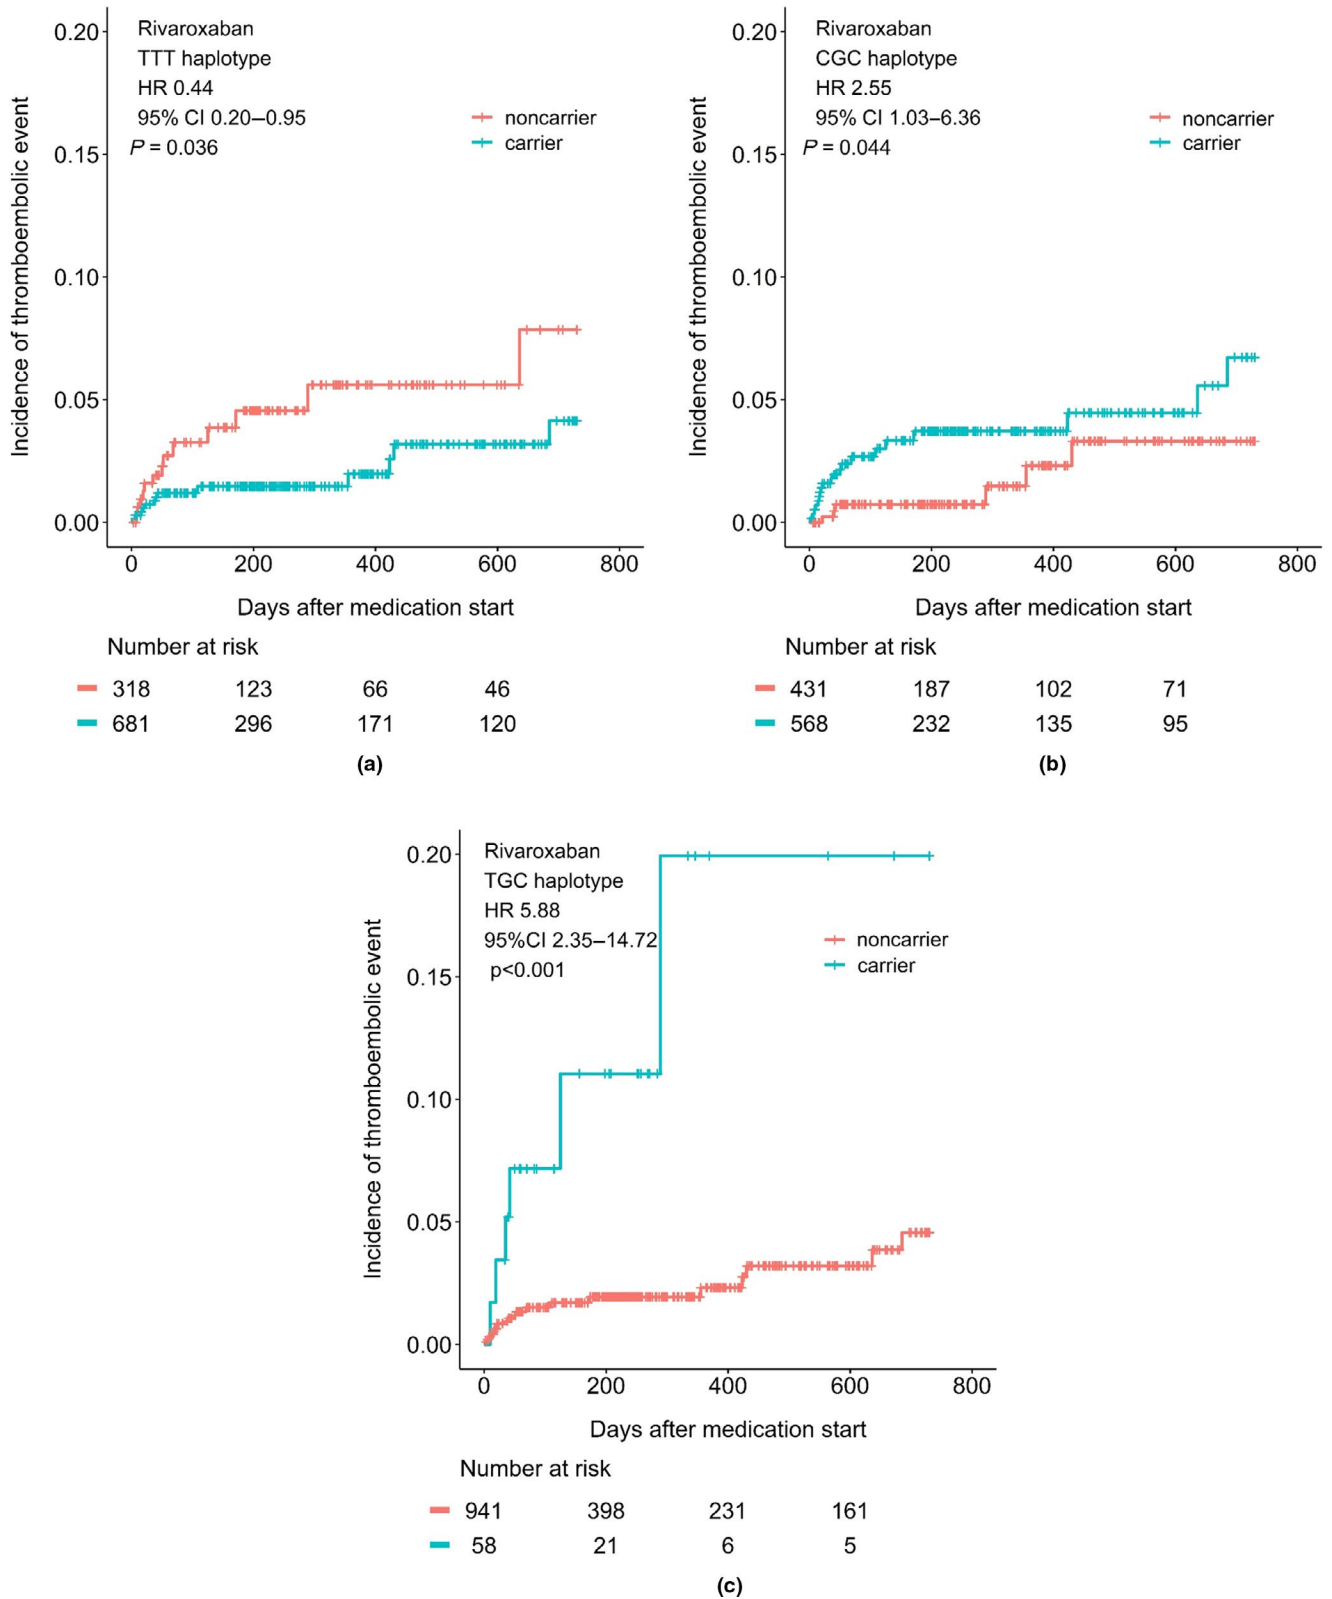 Rivaroxaban
TTT haplotype
HR 0.44
95% CI 0.20–0.95
P = 0.036
noncarrier
carrier
0.20
0.15
0.10
0.05
0.00
Incidence of thromboembolic event
0 200 400 600 800
Days after medication start
Number at risk
318 123 66 46
681 296 171 120
(a)
Rivaroxaban
CGC haplotype
HR 2.55
95% CI 1.03–6.36
P = 0.044
noncarrier
carrier
0.20
0.15
0.10
0.05
0.00
Incidence of thromboembolic event
0 200 400 600 800
Days after medication start
Number at risk
431 187 102 71
568 232 135 95
(b)
Rivaroxaban
TGC haplotype
HR 5.88
95%CI 2.35–14.72
p<0.001
noncarrier
carrier
0.20
0.15
0.10
0.05
0.00
Incidence of thromboembolic event
0 200 400 600 800
Days after medication start
Number at risk
941 398 231 161
58 21 6 5
(c)